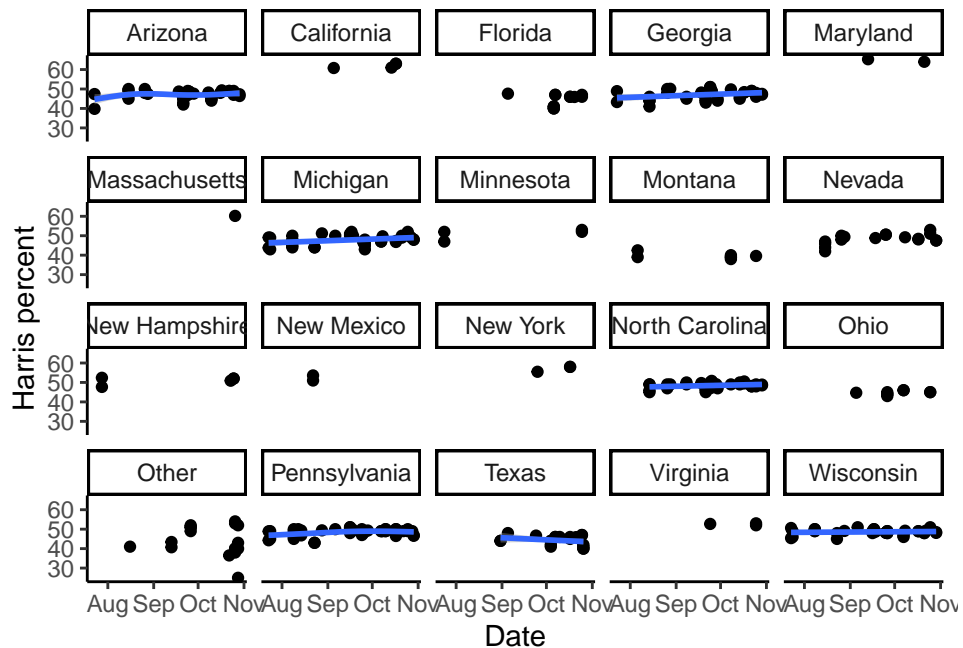 Arizona California Florida Georgia Maryland
60
50
40
30
Massachusetts Michigan Minnesota Montana Nevada
60
50
40
30
New Hampshire New Mexico New York North Carolina Ohio
60
50
40
30
Other Pennsylvania Texas Virginia Wisconsin
60
50
40
30
Aug Sep Oct Nov Aug Sep Oct Nov Aug Sep Oct Nov Aug Sep Oct Nov Aug Sep Oct Nov
Date
Harris percent